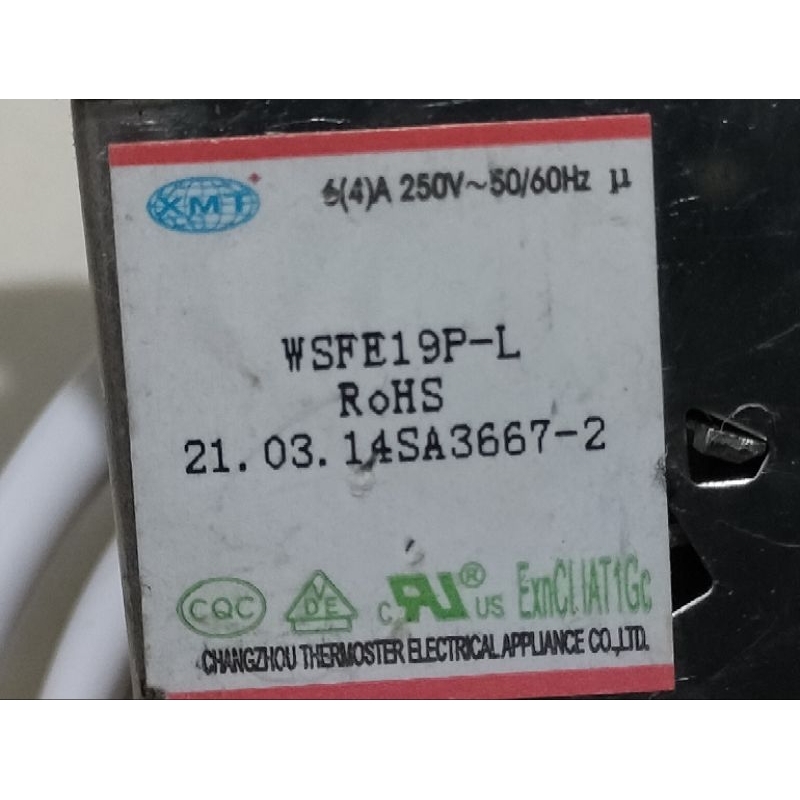 XMT
6(4)A 250V~50/60Hz µ
WSFE19P-L
RoHS
21.03.14SA3667-2
CQC VDE c RU ® US ExnCⅡAT1Gc
CHANGZHOU THERMOSTER ELECTRICAL APPLIANCE CO.,LTD.